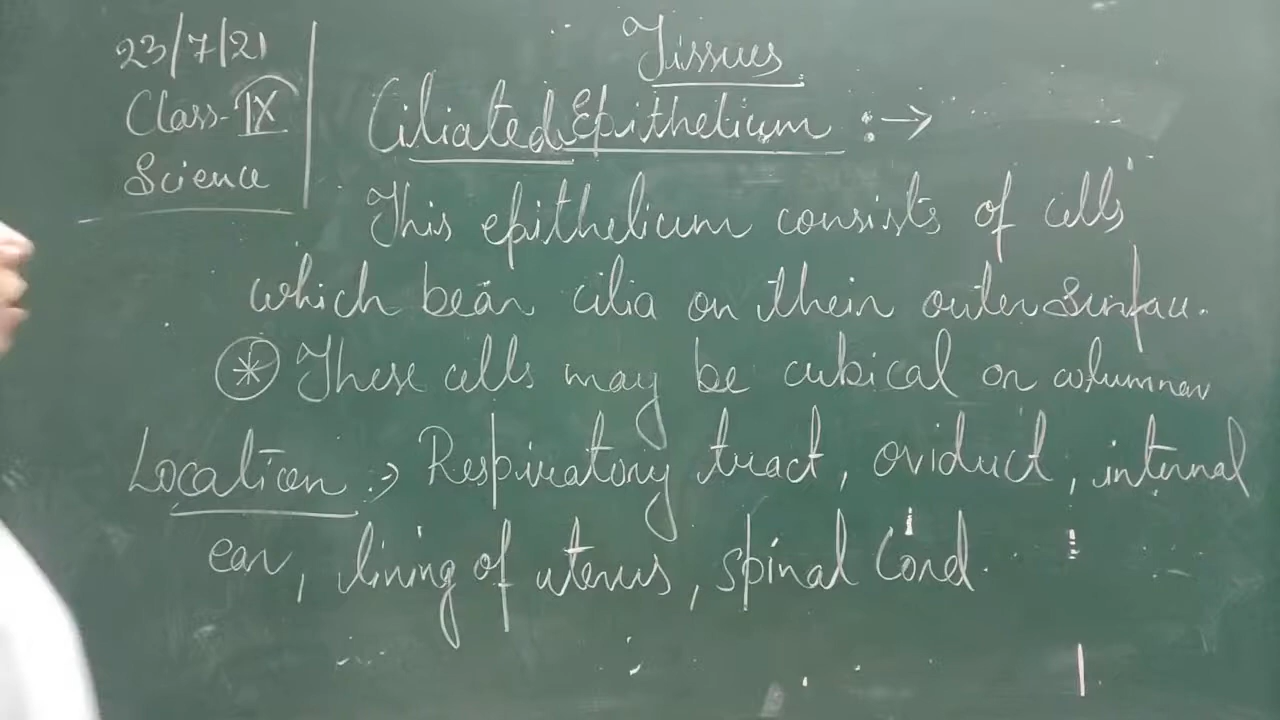 23/7/21
Class-IX
Science
Tissues
Ciliated Epithelium :→
This epithelium consists of cells
which bear cilia on their outer surface.
* These cells may be cubical or columnar
Location :→ Respiratory tract, oviduct, internal
ear, lining of uterus, spinal Cord.